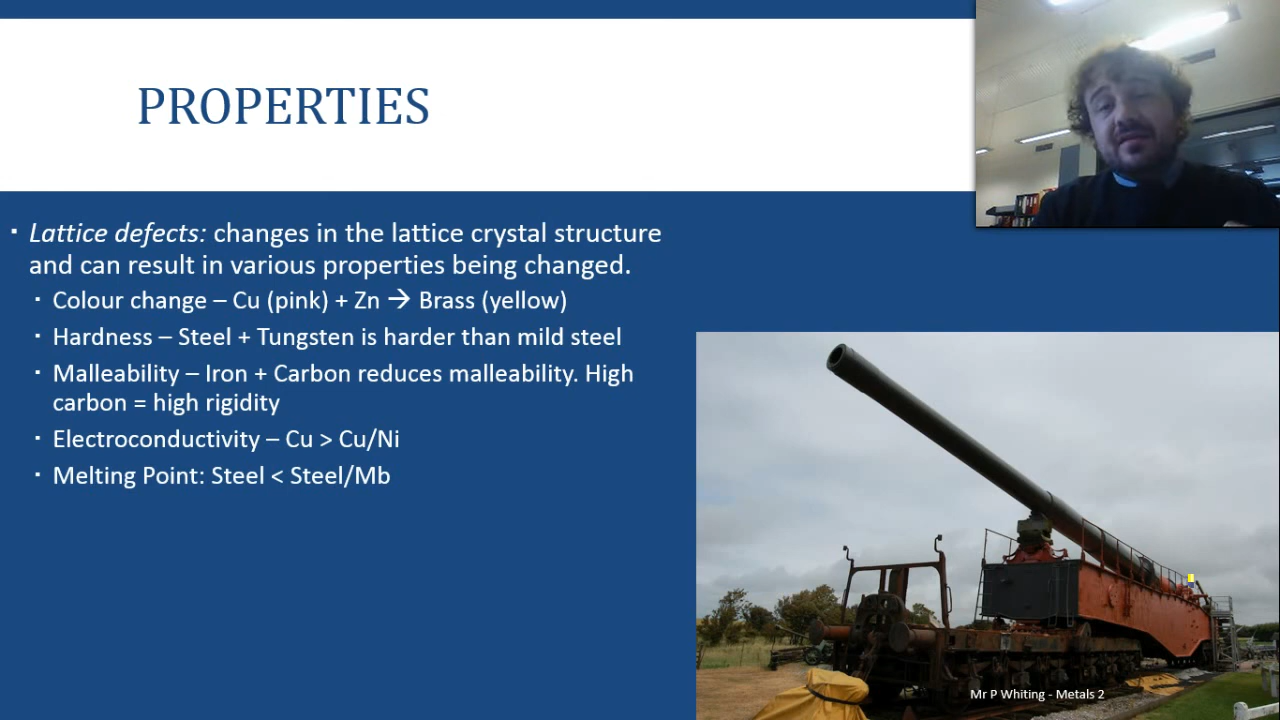 PROPERTIES
▪ Lattice defects: changes in the lattice crystal structure
and can result in various properties being changed.
▪ Colour change – Cu (pink) + Zn → Brass (yellow)
▪ Hardness – Steel + Tungsten is harder than mild steel
▪ Malleability – Iron + Carbon reduces malleability. High
carbon = high rigidity
▪ Electroconductivity – Cu > Cu/Ni
▪ Melting Point: Steel < Steel/Mb
Mr P Whiting - Metals 2